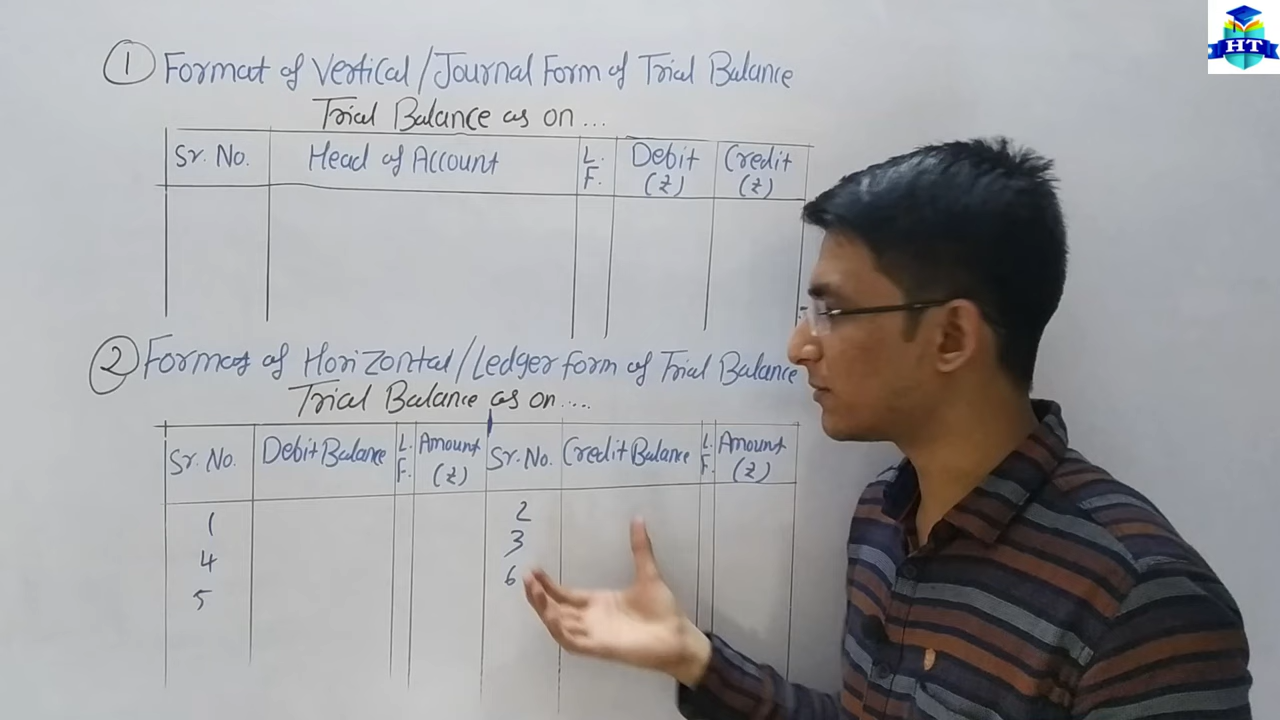 1 Format of Vertical/Journal Form of Trial Balance
Trial Balance as on...
Sr. No. Head of Account L.F. Debit (₹) Credit (₹)
2 Format of Horizontal/Ledger form of Trial Balance
Trial Balance as on....
Sr. No. Debit Balance L.F. Amount (₹) Sr. No. Credit Balance L.F. Amount (₹)
1 2
4 3
5 6
HT